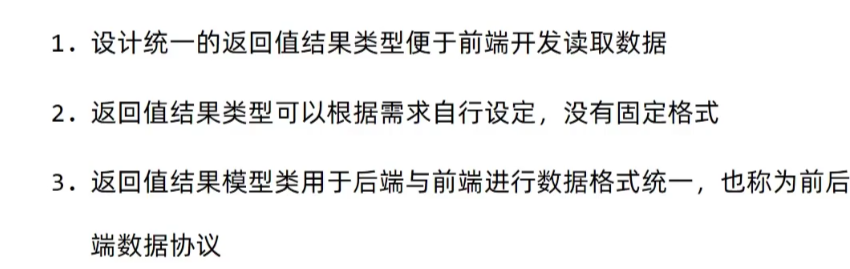 1. 设计统一的返回值结果类型便于前端开发读取数据
2. 返回值结果类型可以根据需求自行设定，没有固定格式
3. 返回值结果模型类用于后端与前端进行数据格式统一，也称为前后
端数据协议